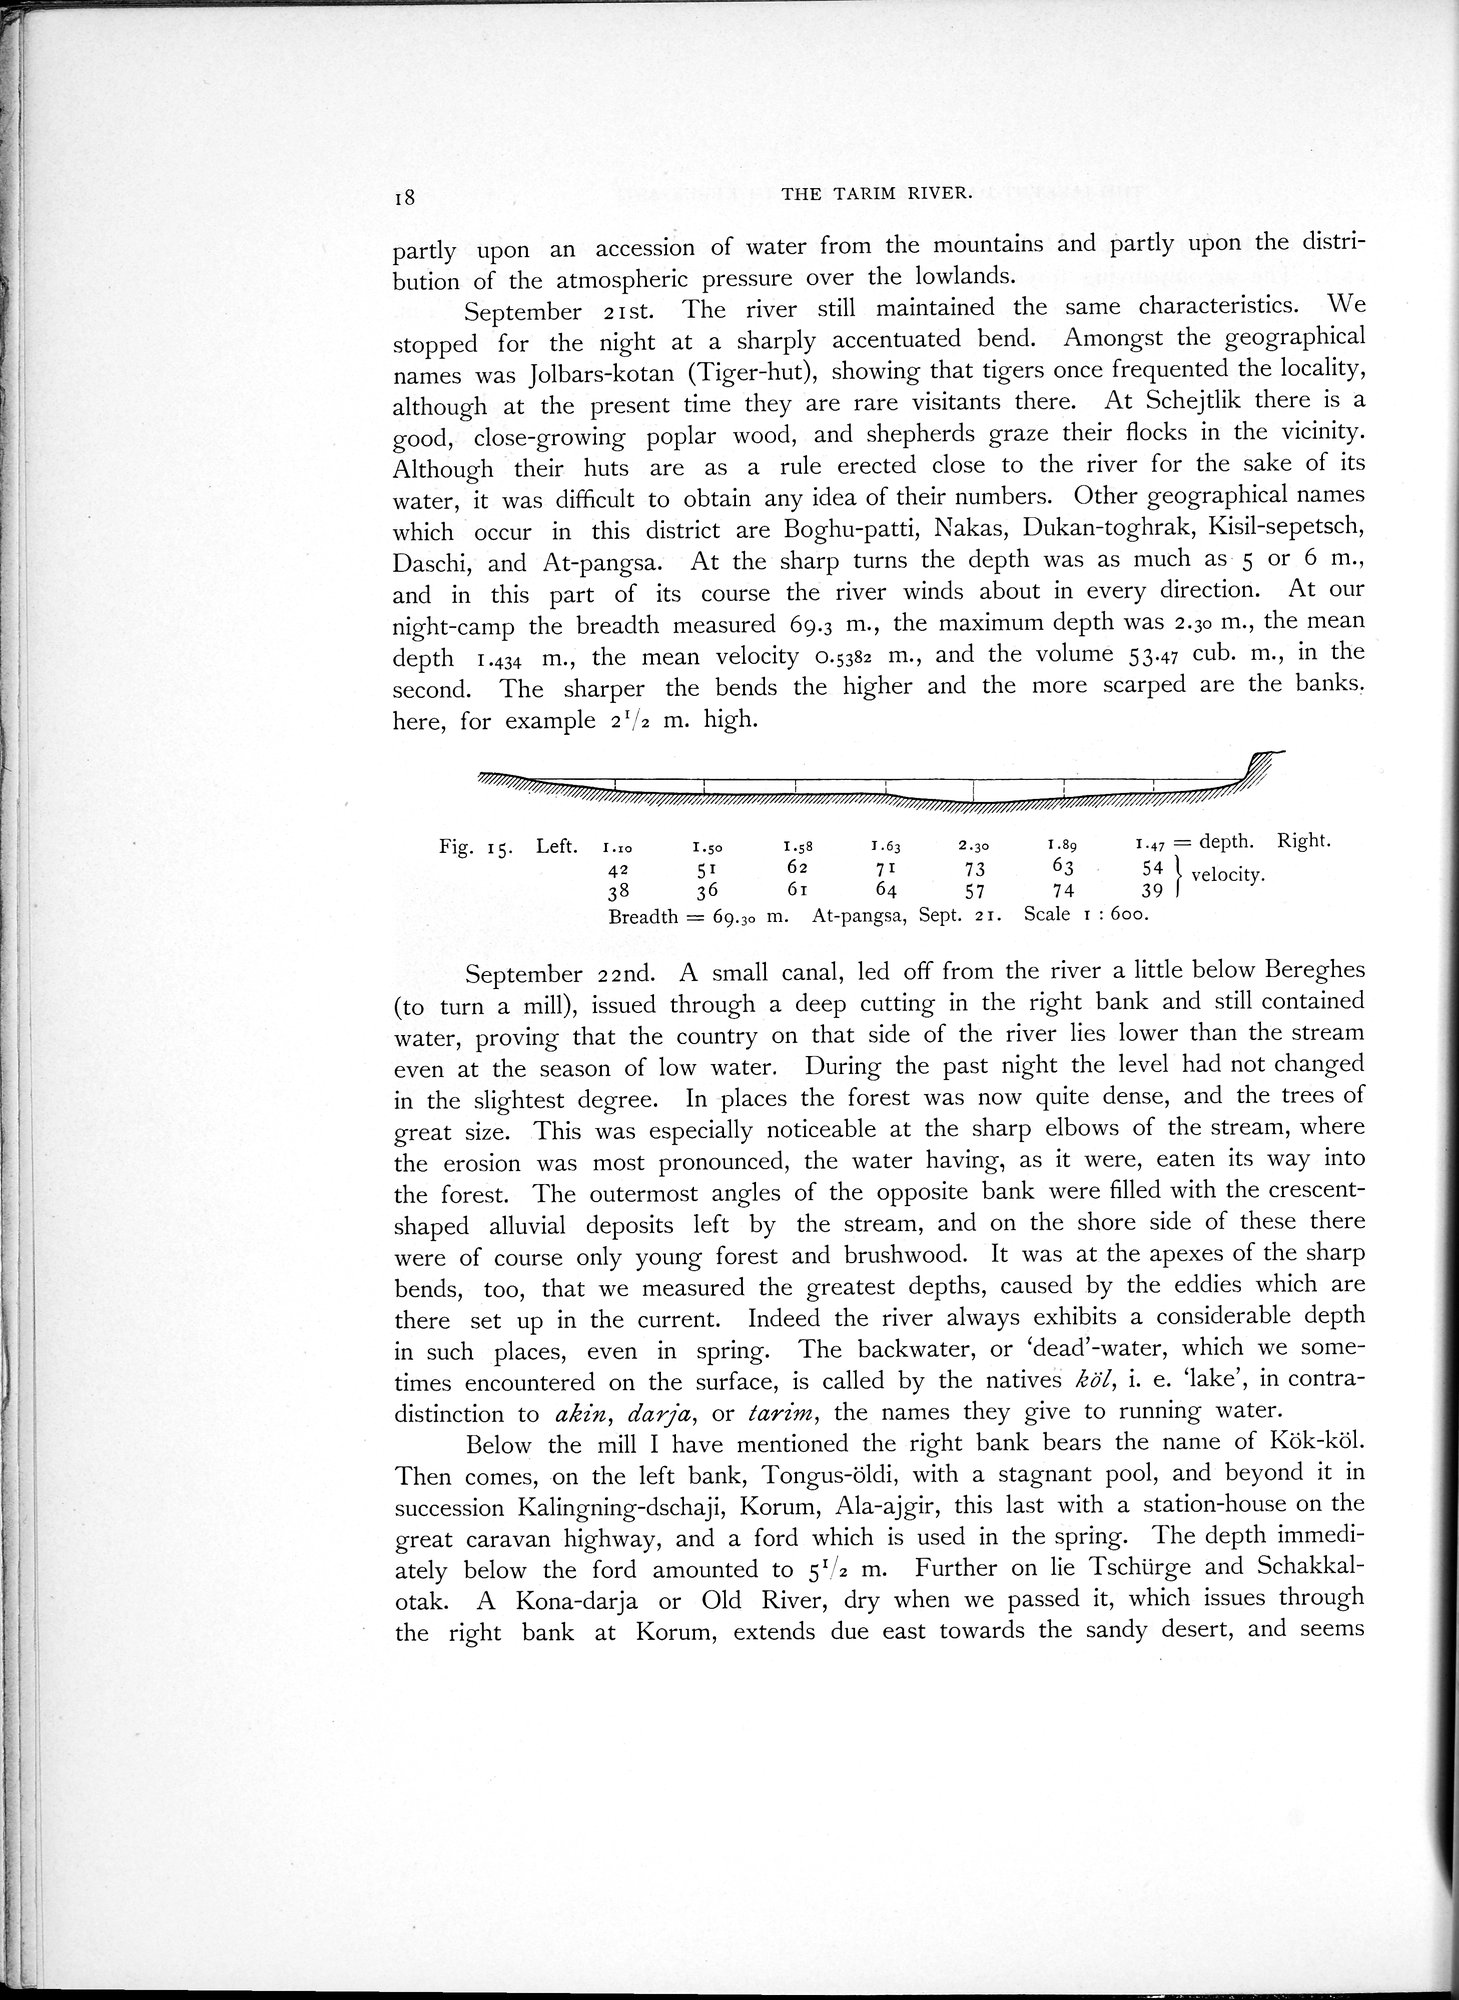 18
THE TARIM RIVER.
partly upon an accession of water from the mountains and partly upon the distri-
bution of the atmospheric pressure over the lowlands.
September 21st. The river still maintained the same characteristics. We
stopped for the night at a sharply accentuated bend. Amongst the geographical
names was Jolbars-kotan (Tiger-hut), showing that tigers once frequented the locality,
although at the present time they are rare visitants there. At Schejtlik there is a
good, close-growing poplar wood, and shepherds graze their flocks in the vicinity.
Although their huts are as a rule erected close to the river for the sake of its
water, it was difficult to obtain any idea of their numbers. Other geographical names
which occur in this district are Boghu-patti, Nakas, Dukan-toghrak, Kisil-sepetsch,
Daschi, and At-pangsa. At the sharp turns the depth was as much as 5 or 6 m.,
and in this part of its course the river winds about in every direction. At our
night-camp the breadth measured 69.3 m., the maximum depth was 2.30 m., the mean
depth 1.434 m., the mean velocity 0.5382 m., and the volume 53.47 cub. m., in the
second. The sharper the bends the higher and the more scarped are the banks.
here, for example 2 1/2 m. high.
Fig. 15. Left. 1.10 1.50 1.58 1.63 2.30 1.89 1.47 = depth. Right.
42 51 62 71 73 63 54 } velocity.
38 36 61 64 57 74 39
Breadth = 69.30 m. At-pangsa, Sept. 21. Scale 1 : 600.
September 22nd. A small canal, led off from the river a little below Bereghes
(to turn a mill), issued through a deep cutting in the right bank and still contained
water, proving that the country on that side of the river lies lower than the stream
even at the season of low water. During the past night the level had not changed
in the slightest degree. In places the forest was now quite dense, and the trees of
great size. This was especially noticeable at the sharp elbows of the stream, where
the erosion was most pronounced, the water having, as it were, eaten its way into
the forest. The outermost angles of the opposite bank were filled with the crescent-
shaped alluvial deposits left by the stream, and on the shore side of these there
were of course only young forest and brushwood. It was at the apexes of the sharp
bends, too, that we measured the greatest depths, caused by the eddies which are
there set up in the current. Indeed the river always exhibits a considerable depth
in such places, even in spring. The backwater, or ‘dead’-water, which we some-
times encountered on the surface, is called by the natives köl, i. e. ‘lake’, in contra-
distinction to akin, darja, or tarim, the names they give to running water.
Below the mill I have mentioned the right bank bears the name of Kök-köl.
Then comes, on the left bank, Tongus-öldi, with a stagnant pool, and beyond it in
succession Kalingning-dschaji, Korum, Ala-ajgir, this last with a station-house on the
great caravan highway, and a ford which is used in the spring. The depth immedi-
ately below the ford amounted to 5 1/2 m. Further on lie Tschürge and Schakkal-
otak. A Kona-darja or Old River, dry when we passed it, which issues through
the right bank at Korum, extends due east towards the sandy desert, and seems